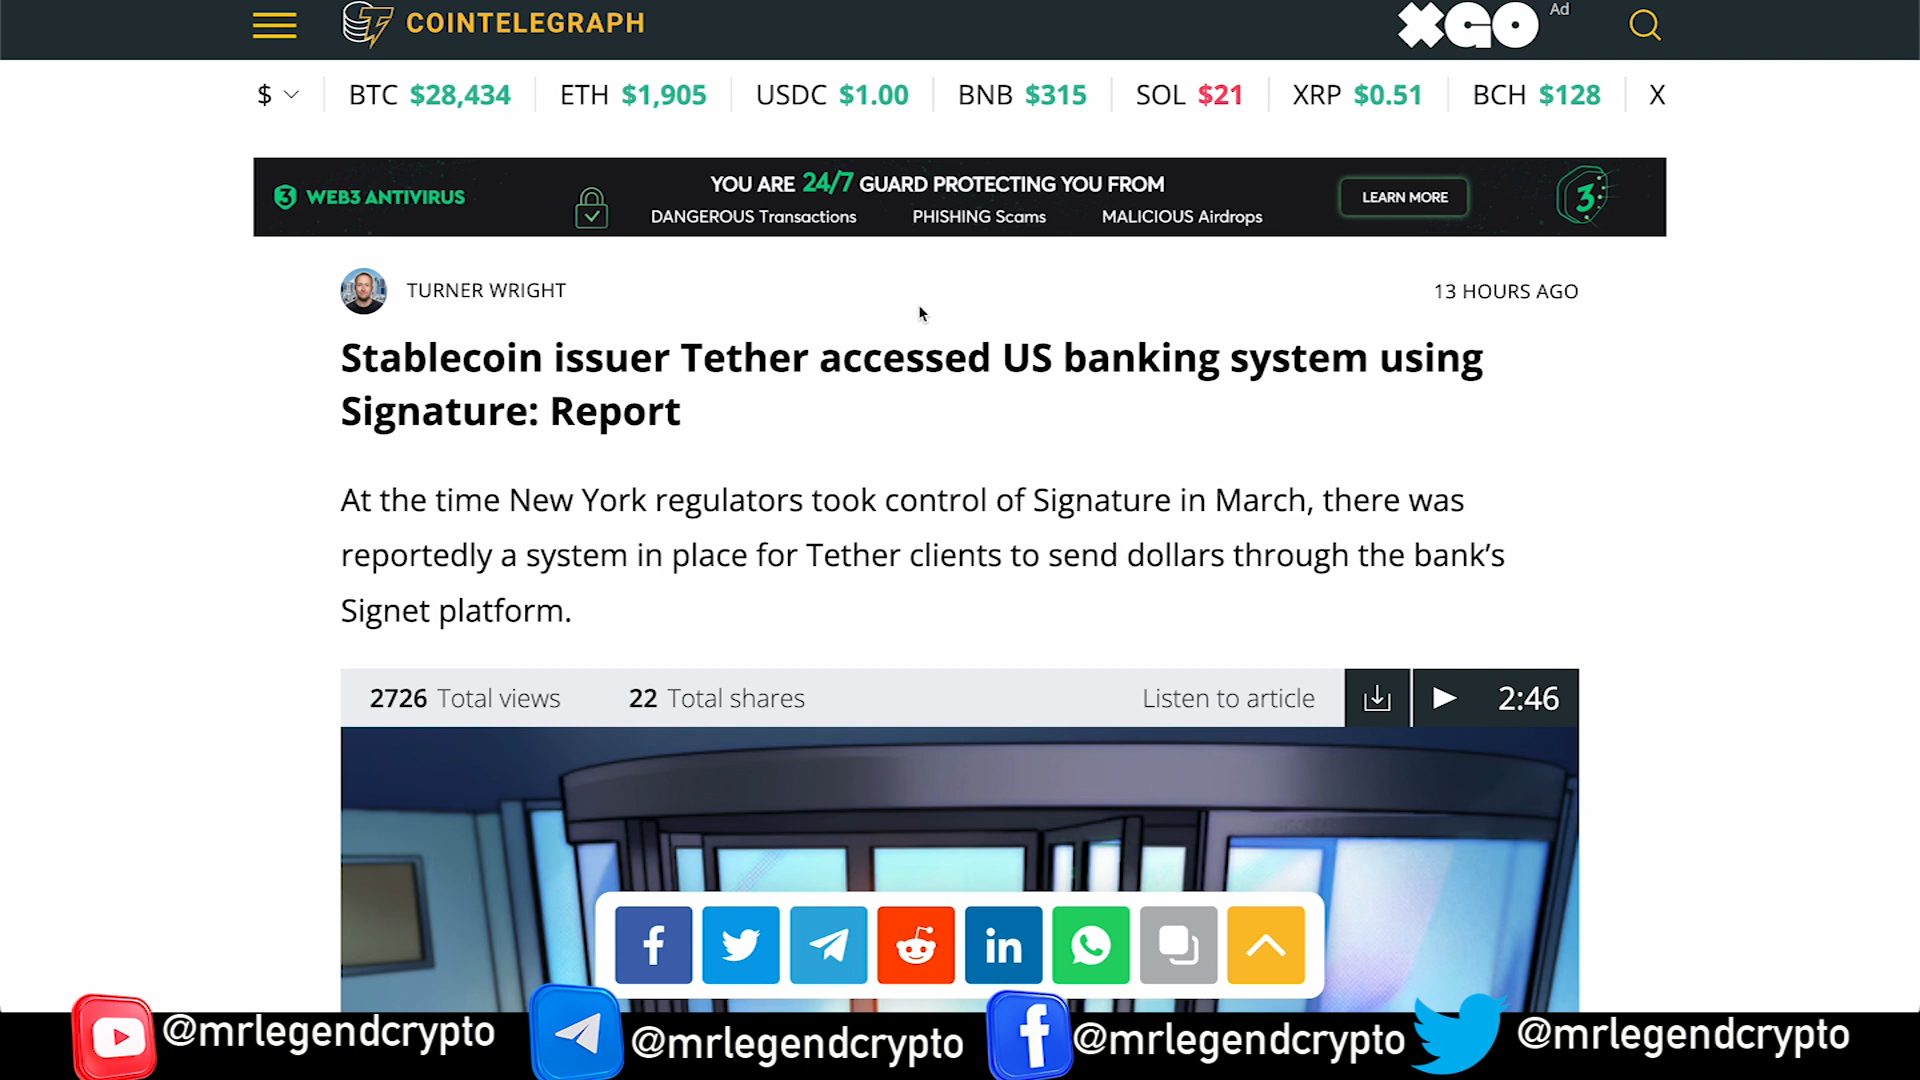 COINTELEGRAPH
XGO
Ad
$ BTC $28,434 ETH $1,905 USDC $1.00 BNB $315 SOL $21 XRP $0.51 BCH $128 X
WEB3 ANTIVIRUS
YOU ARE 24/7 GUARD PROTECTING YOU FROM
DANGEROUS Transactions PHISHING Scams MALICIOUS Airdrops
LEARN MORE
3
TURNER WRIGHT
13 HOURS AGO
Stablecoin issuer Tether accessed US banking system using
Signature: Report
At the time New York regulators took control of Signature in March, there was
reportedly a system in place for Tether clients to send dollars through the bank’s
Signet platform.
2726 Total views 22 Total shares Listen to article 2:46
@mrlegendcrypto @mrlegendcrypto @mrlegendcrypto @mrlegendcrypto